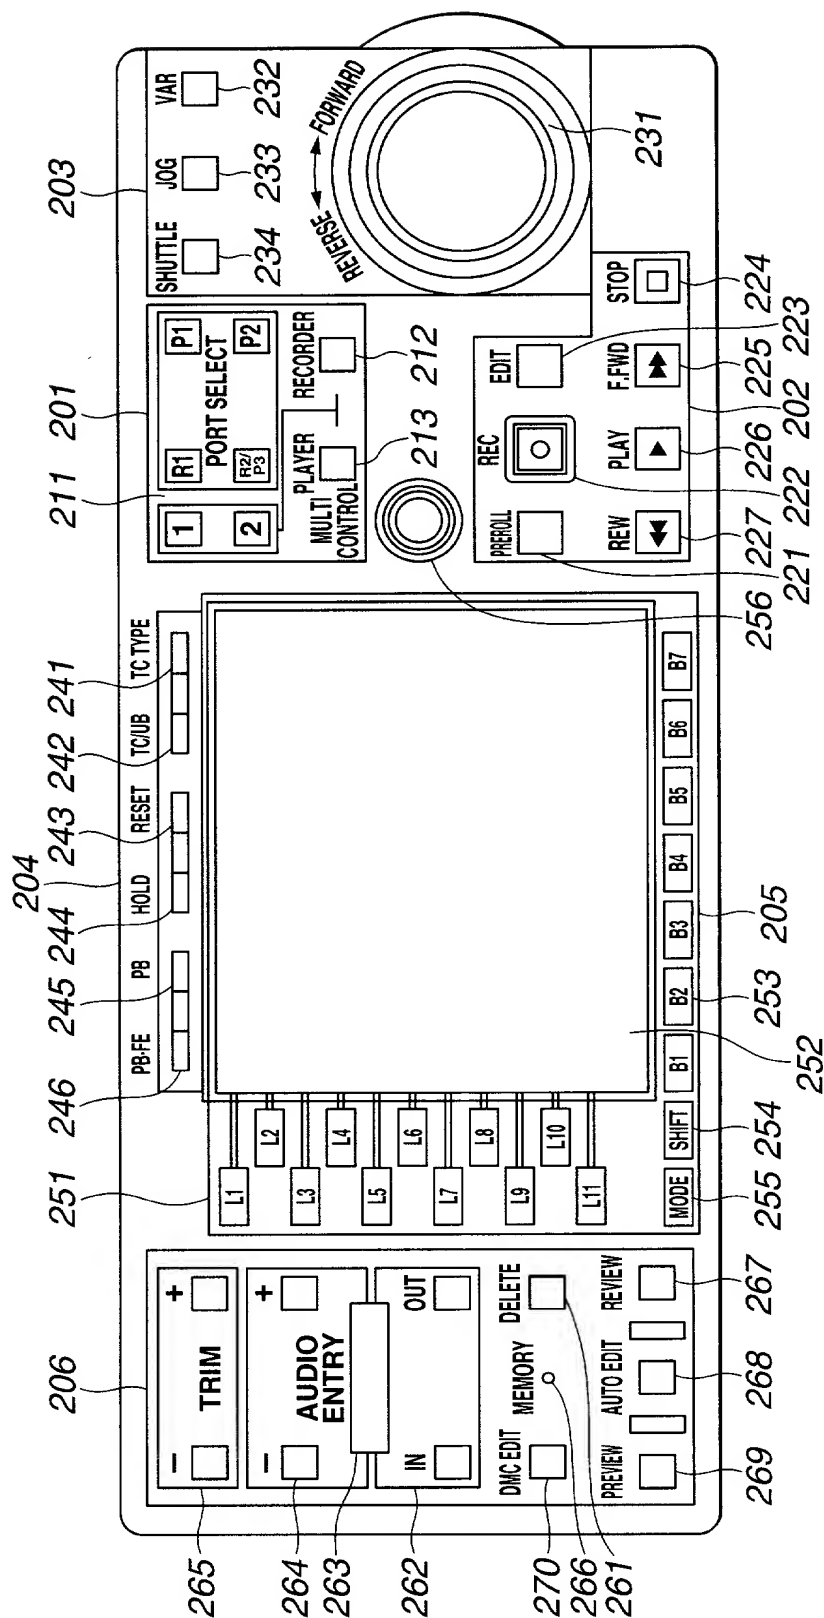 206
251
204
201
203
246
245
244
243
242
241
211
234
233
232
PB·FE
PB
HOLD
RESET
TC/UB
TC TYPE
SHUTTLE
JOG
VAR
265
−
+
TRIM
264
−
+
AUDIO
ENTRY
263
262
IN
OUT
270
DMC EDIT
MEMORY
DELETE
266
261
PREVIEW
AUTO EDIT
REVIEW
269
268
267
L1
L2
L3
L4
L5
L6
L7
L8
L9
L10
L11
MODE
SHIFT
B1
B2
B3
B4
B5
B6
B7
255
254
253
252
205
1
2
R1
P1
PORT SELECT
R2/
P3
P2
PLAYER
RECORDER
MULTI
CONTROL
213
212
256
REVERSE
FORWARD
231
PREROLL
REC
EDIT
REW
PLAY
F.FWD
STOP
221
227
222
226
202
225
223
224